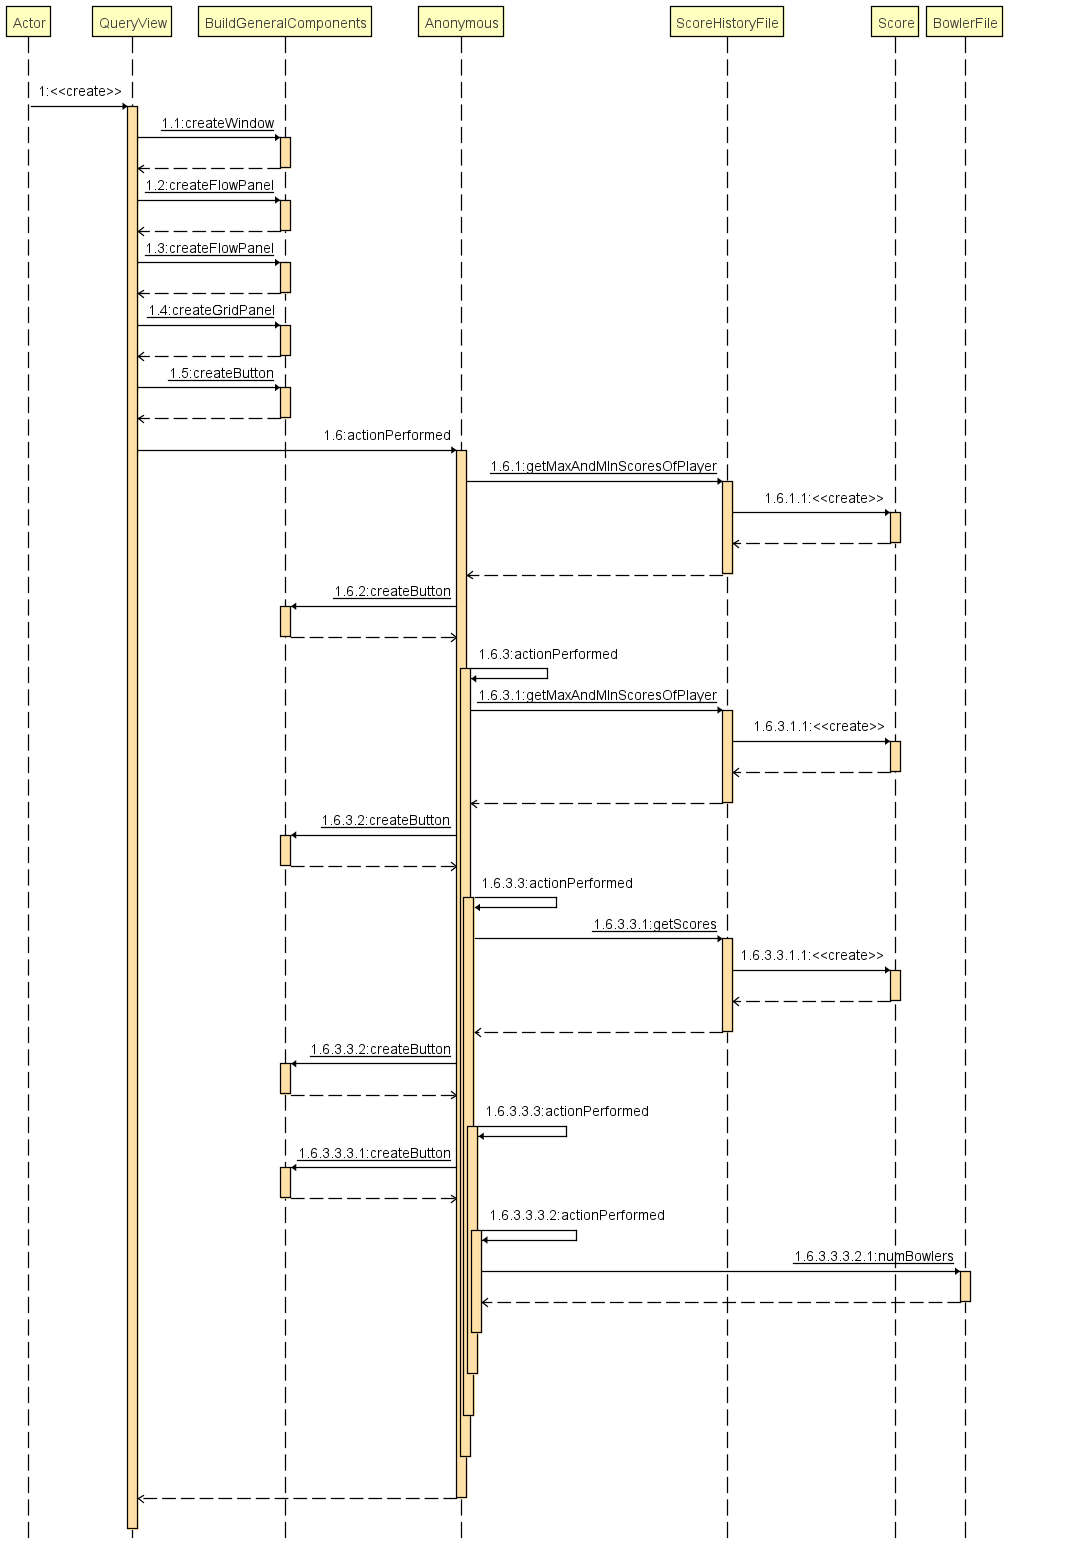 Actor
QueryView
BuildGeneralComponents
Anonymous
ScoreHistoryFile
Score
BowlerFile
1:<<create>>
1.1:createWindow
1.2:createFlowPanel
1.3:createFlowPanel
1.4:createGridPanel
1.5:createButton
1.6:actionPerformed
1.6.1:getMaxAndMInScoresOfPlayer
1.6.1.1:<<create>>
1.6.2:createButton
1.6.3:actionPerformed
1.6.3.1:getMaxAndMInScoresOfPlayer
1.6.3.1.1:<<create>>
1.6.3.2:createButton
1.6.3.3:actionPerformed
1.6.3.3.1:getScores
1.6.3.3.1.1:<<create>>
1.6.3.3.2:createButton
1.6.3.3.3:actionPerformed
1.6.3.3.3.1:createButton
1.6.3.3.3.2:actionPerformed
1.6.3.3.3.2.1:numBowlers